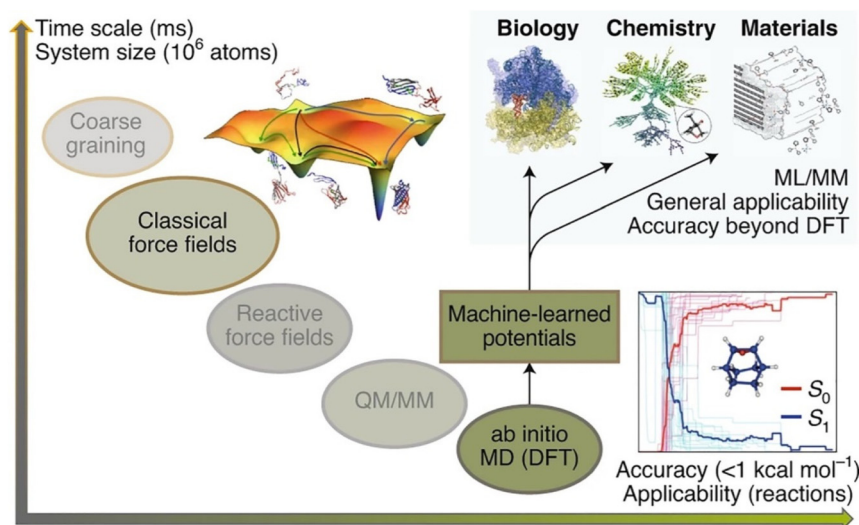 Time scale (ms)
System size (10⁶ atoms)
Biology
Chemistry
Materials
Coarse
graining
Classical
force fields
Reactive
force fields
QM/MM
ML/MM
General applicability
Accuracy beyond DFT
Machine-learned
potentials
ab initio
MD (DFT)
S₀
S₁
Accuracy (<1 kcal mol⁻¹)
Applicability (reactions)